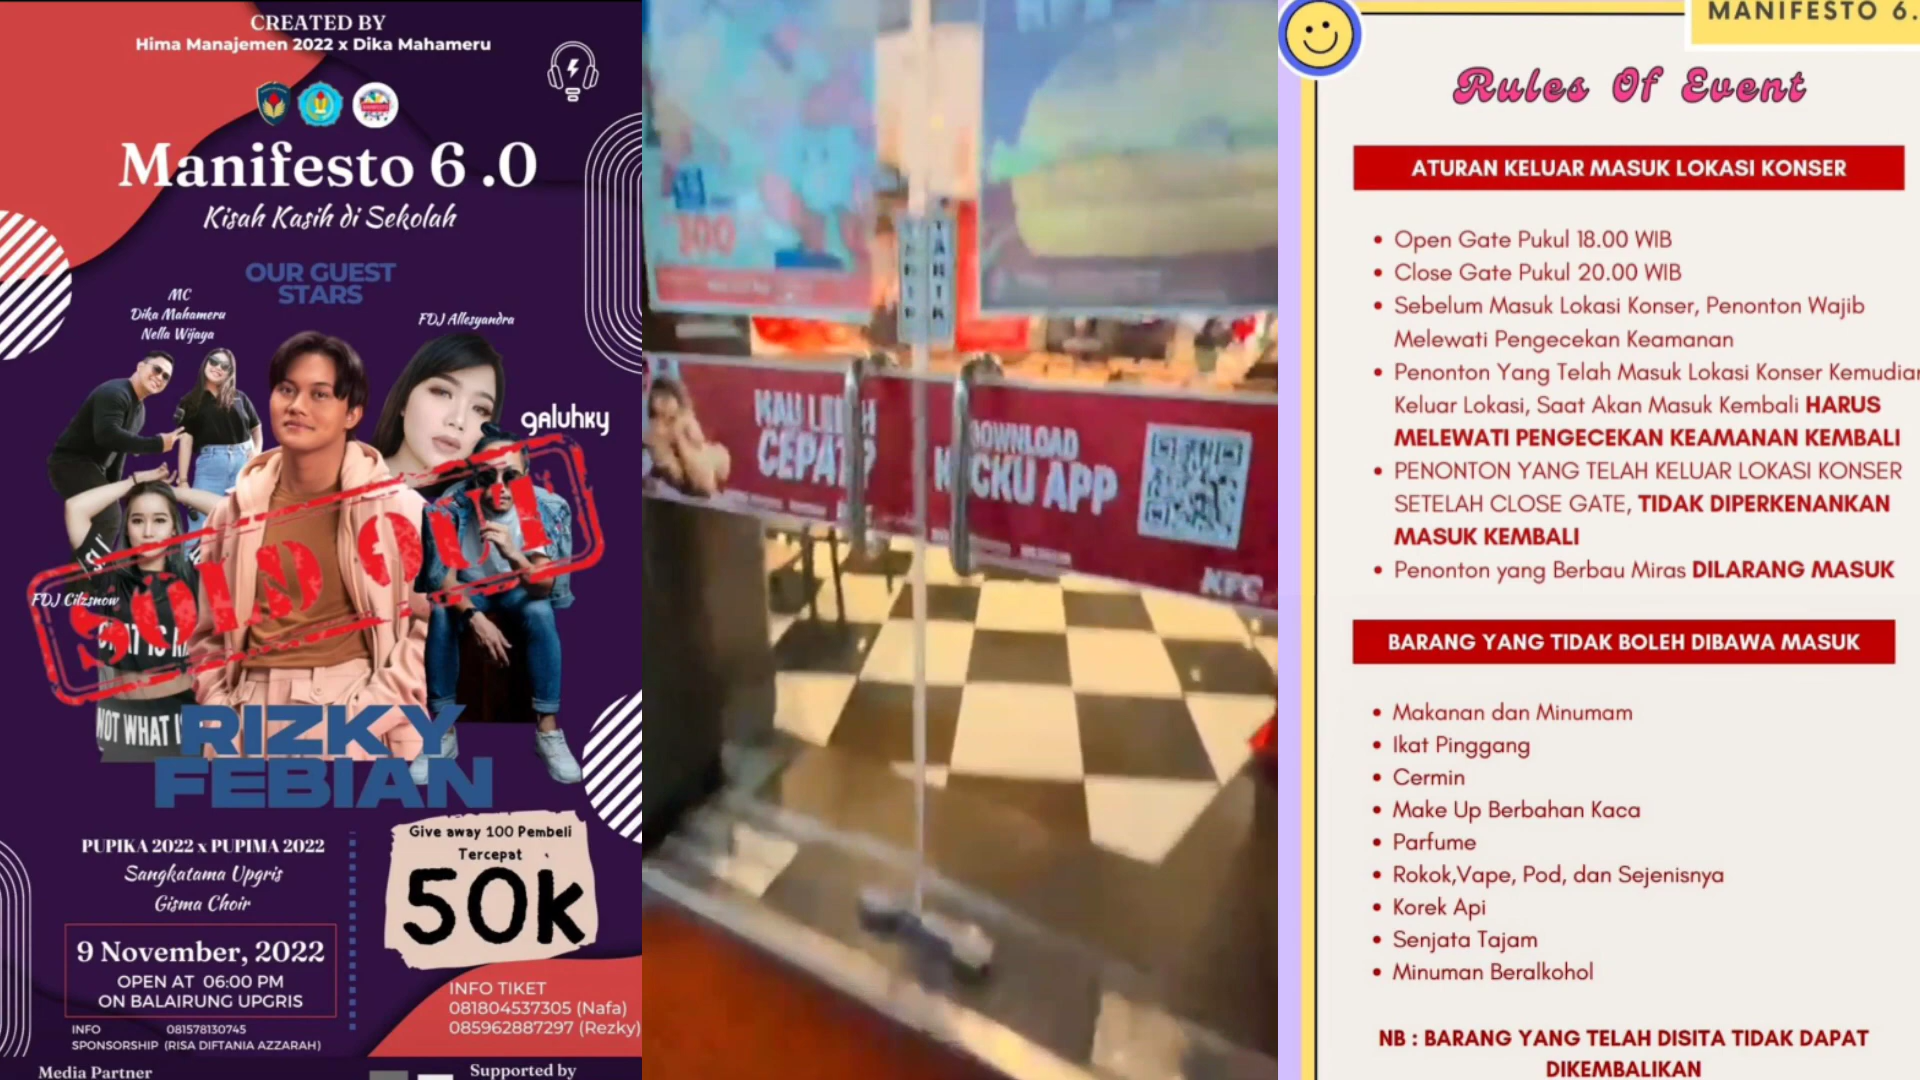 CREATED BY
Hima Manajemen 2022 x Dika Mahameru
Manifesto 6 .0
Kisah Kasih di Sekolah
OUR GUEST
STARS
MC
Dika Mahameru
Nella Wijaya
FDJ Allesyandra
galuhky
SOLD OUT
FDJ Cilzsnow
NOT WHAT I
RIZKY
FEBIAN
Give away 100 Pembeli
Tercepat
50k
PUPIKA 2022 x PUPIMA 2022
Sangkatama Upgris
Gisma Choir
9 November, 2022
OPEN AT 06:00 PM
ON BALAIRUNG UPGRIS
INFO TIKET
081804537305 (Nafa)
085962887297 (Rezky)
INFO 081578130745
SPONSORSHIP (RISA DIFTANIA AZZARAH)
Media Partner
Supported by
100
TARIK
MAU LEBIH
CEPAT?
DOWNLOAD
KFCKU APP
KFC
MANIFESTO 6.
Rules Of Event
ATURAN KELUAR MASUK LOKASI KONSER
• Open Gate Pukul 18.00 WIB
• Close Gate Pukul 20.00 WIB
• Sebelum Masuk Lokasi Konser, Penonton Wajib
Melewati Pengecekan Keamanan
• Penonton Yang Telah Masuk Lokasi Konser Kemudian
Keluar Lokasi, Saat Akan Masuk Kembali HARUS
MELEWATI PENGECEKAN KEAMANAN KEMBALI
• PENONTON YANG TELAH KELUAR LOKASI KONSER
SETELAH CLOSE GATE, TIDAK DIPERKENANKAN
MASUK KEMBALI
• Penonton yang Berbau Miras DILARANG MASUK
BARANG YANG TIDAK BOLEH DIBAWA MASUK
• Makanan dan Minumam
• Ikat Pinggang
• Cermin
• Make Up Berbahan Kaca
• Parfume
• Rokok,Vape, Pod, dan Sejenisnya
• Korek Api
• Senjata Tajam
• Minuman Beralkohol
NB : BARANG YANG TELAH DISITA TIDAK DAPAT
DIKEMBALIKAN